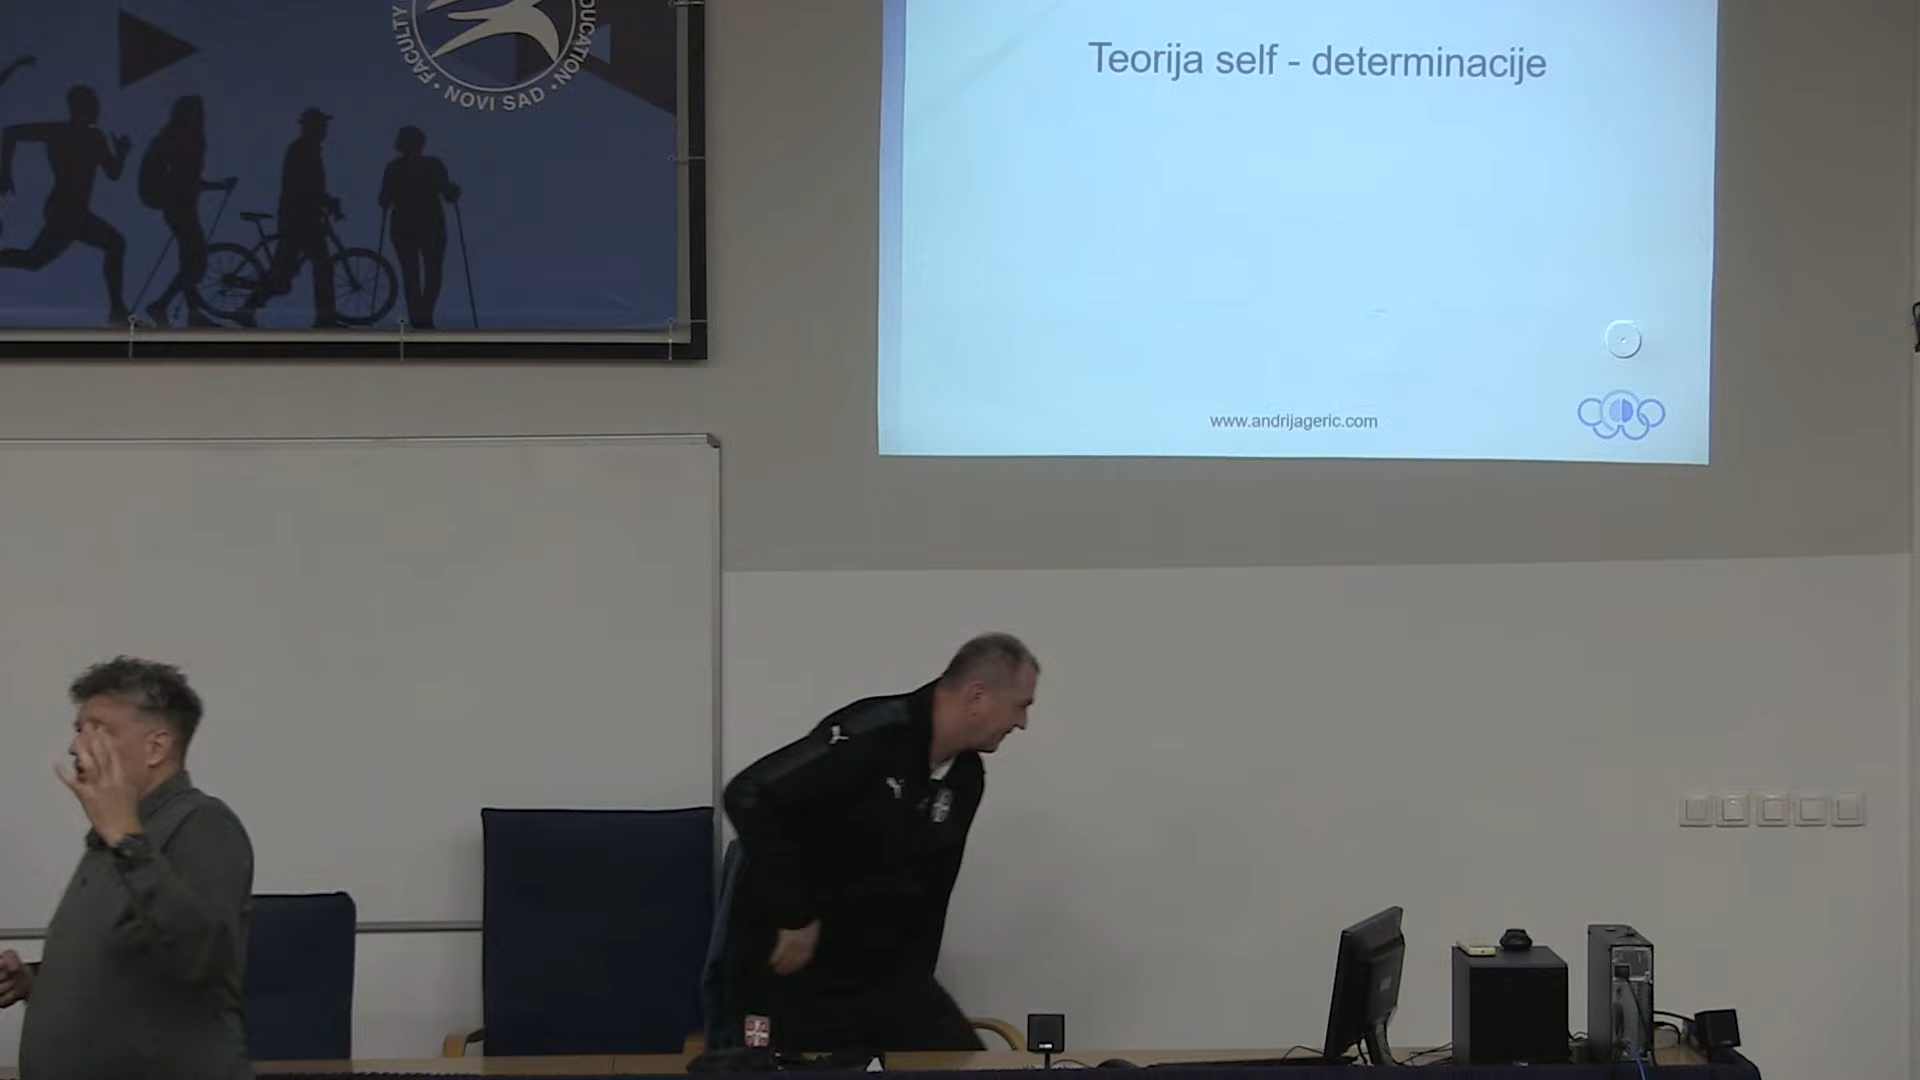 FACULTY
EDUCATION
• NOVI SAD •
Teorija self - determinacije
www.andrijageric.com